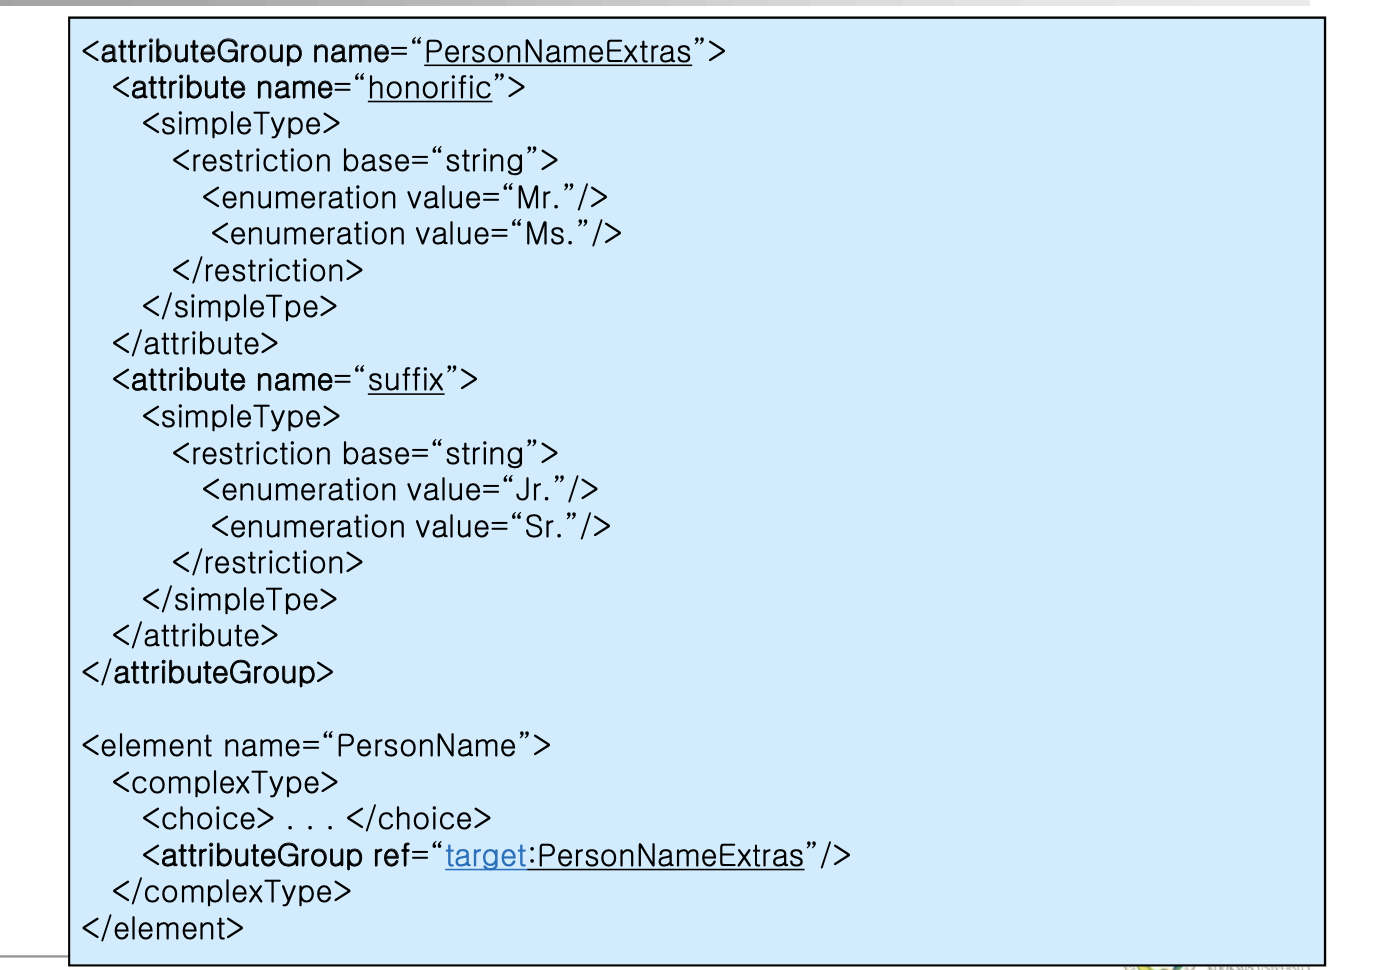 <attributeGroup name=“PersonNameExtras”>
<attribute name=“honorific”>
<simpleType>
<restriction base=“string”>
<enumeration value=“Mr.”/>
<enumeration value=“Ms.”/>
</restriction>
</simpleTpe>
</attribute>
<attribute name=“suffix”>
<simpleType>
<restriction base=“string”>
<enumeration value=“Jr.”/>
<enumeration value=“Sr.”/>
</restriction>
</simpleTpe>
</attribute>
</attributeGroup>
<element name=“PersonName”>
<complexType>
<choice> . . . </choice>
<attributeGroup ref=“target:PersonNameExtras”/>
</complexType>
</element>